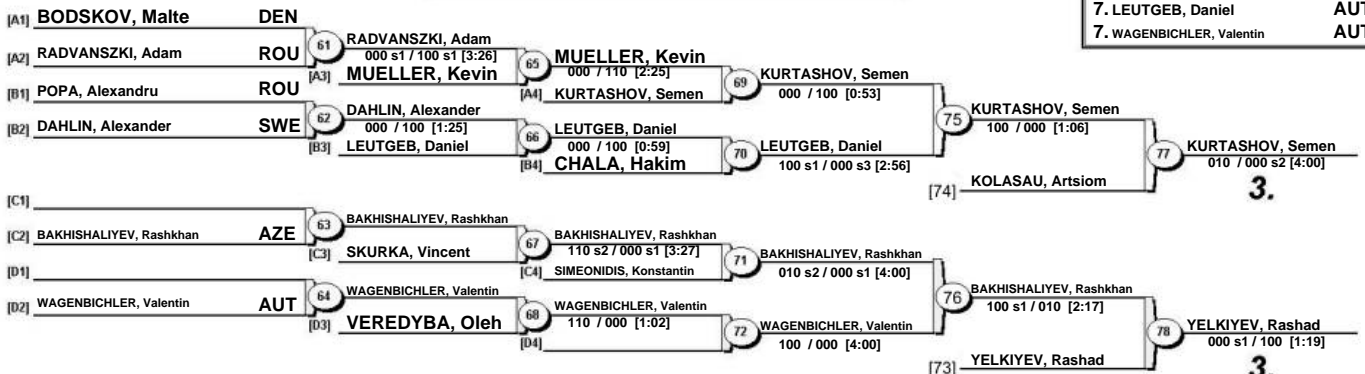 7. LEUTGEB, Daniel AUT
7. WAGENBICHLER, Valentin AUT
[A1] BODSKOV, Malte DEN
[A2] RADVANSZKI, Adam ROU
61 RADVANSZKI, Adam
000 s1 / 100 s1 [3:26]
[A3] MUELLER, Kevin
65 MUELLER, Kevin
000 / 110 [2:25]
[A4] KURTASHOV, Semen
69 KURTASHOV, Semen
000 / 100 [0:53]
[B1] POPA, Alexandru ROU
[B2] DAHLIN, Alexander SWE
62 DAHLIN, Alexander
000 / 100 [1:25]
[B3] LEUTGEB, Daniel
66 LEUTGEB, Daniel
000 / 100 [0:59]
[B4] CHALA, Hakim
70 LEUTGEB, Daniel
100 s1 / 000 s3 [2:56]
75 KURTASHOV, Semen
100 / 000 [1:06]
[74] KOLASAU, Artsiom
77 KURTASHOV, Semen
010 / 000 s2 [4:00]
3.
[C1]
[C2] BAKHISHALIYEV, Rashkhan AZE
63 BAKHISHALIYEV, Rashkhan
[C3] SKURKA, Vincent
67 BAKHISHALIYEV, Rashkhan
110 s2 / 000 s1 [3:27]
[C4] SIMEONIDIS, Konstantin
71 BAKHISHALIYEV, Rashkhan
010 s2 / 000 s1 [4:00]
[D1]
[D2] WAGENBICHLER, Valentin AUT
64 WAGENBICHLER, Valentin
[D3] VEREDYBA, Oleh
68 WAGENBICHLER, Valentin
110 / 000 [1:02]
[D4]
72 WAGENBICHLER, Valentin
100 / 000 [4:00]
76 BAKHISHALIYEV, Rashkhan
100 s1 / 010 [2:17]
[73] YELKIYEV, Rashad
78 YELKIYEV, Rashad
000 s1 / 100 [1:19]
3.